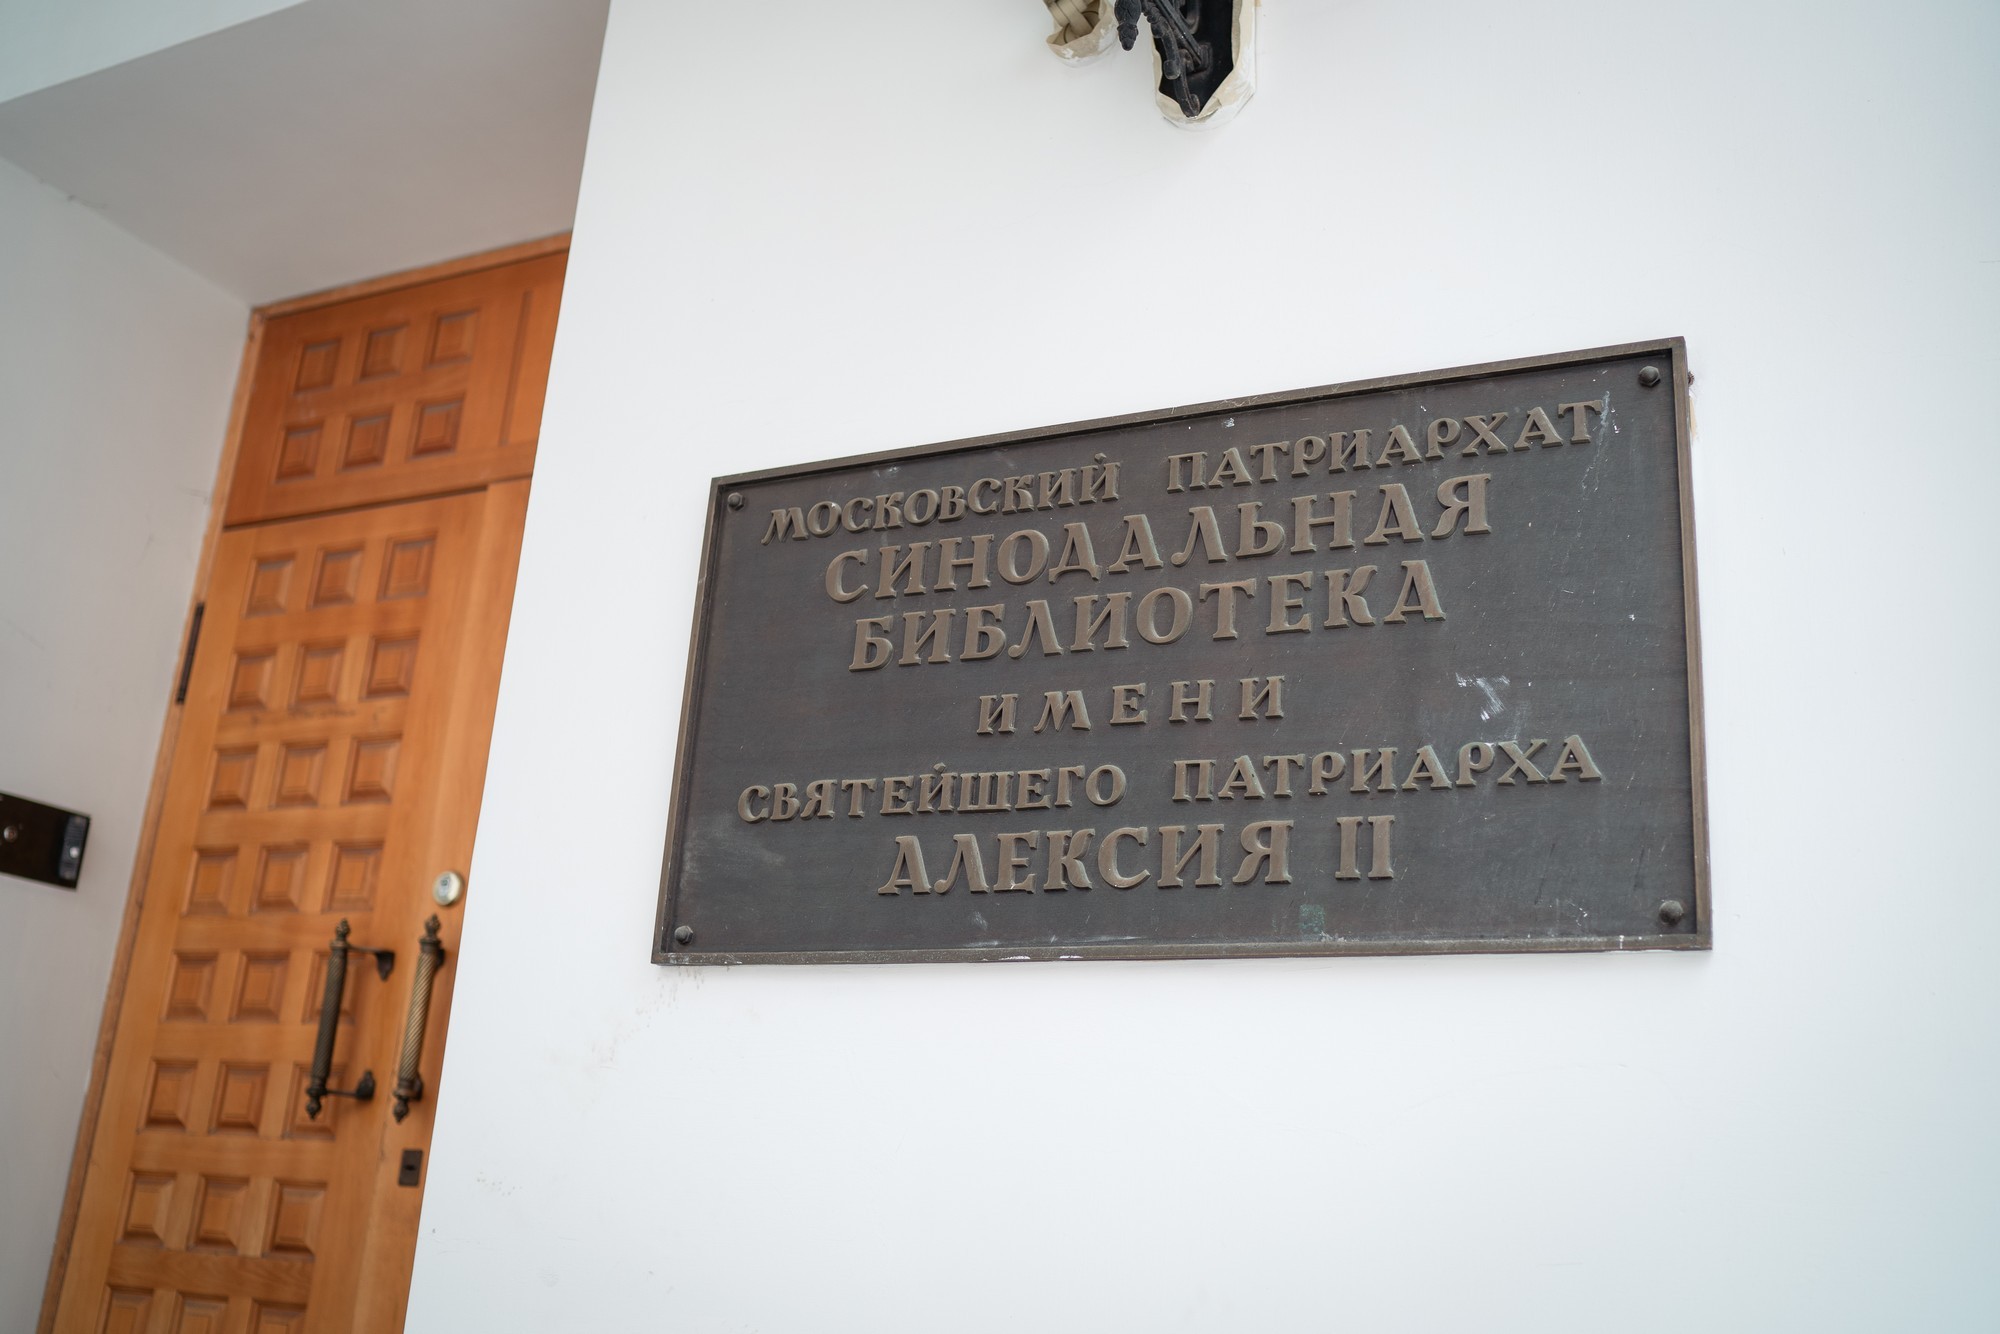 МОСКОВСКИЙ ПАТРИАРХАТ
СИНОДАЛЬНАЯ
БИБЛИОТЕКА
ИМЕНИ
СВЯТЕЙШЕГО ПАТРИАРХА
АЛЕКСИЯ II